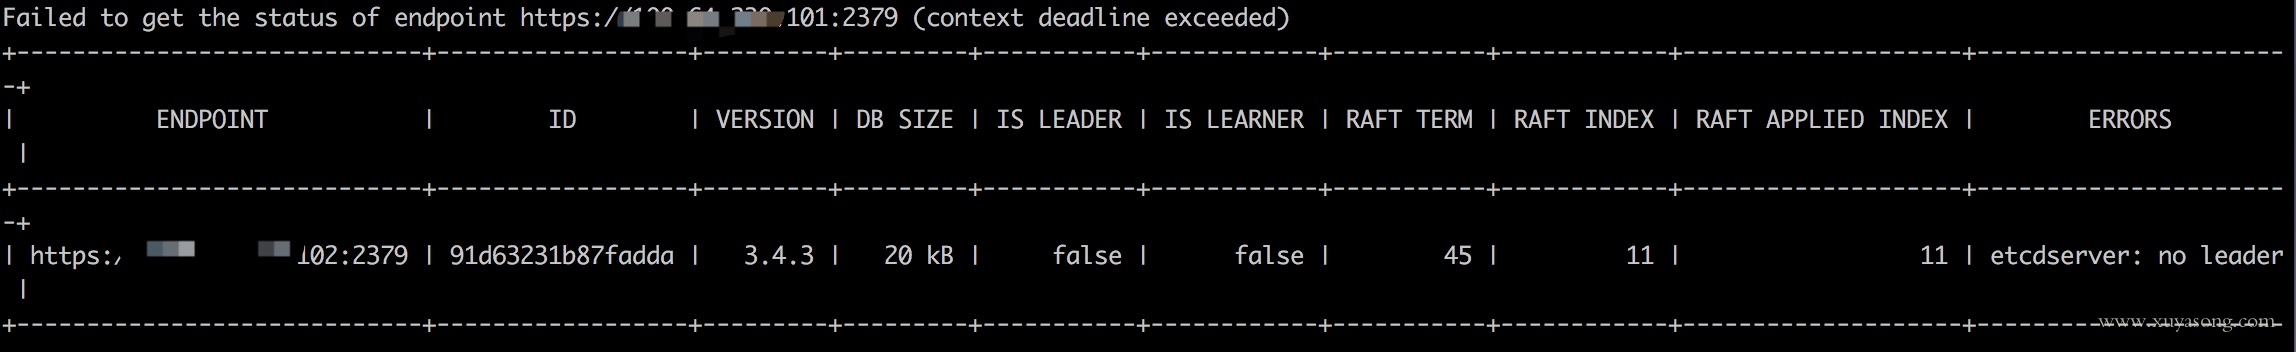 Failed to get the status of endpoint https:/ 101:2379 (context deadline exceeded)
+-----------------------------+------------------+---------+---------+-----------+------------+-----------+------------+--------------------+----------------------
-+
| ENDPOINT | ID | VERSION | DB SIZE | IS LEADER | IS LEARNER | RAFT TERM | RAFT INDEX | RAFT APPLIED INDEX | ERRORS
|
+-----------------------------+------------------+---------+---------+-----------+------------+-----------+------------+--------------------+----------------------
-+
| https:/ 102:2379 | 91d63231b87fadda | 3.4.3 | 20 kB | false | false | 45 | 11 | 11 | etcdserver: no leader
|
+-----------------------------+------------------+---------+---------+-----------+------------+-----------+------------+--------------------+----------------------
www.xuyasong.com